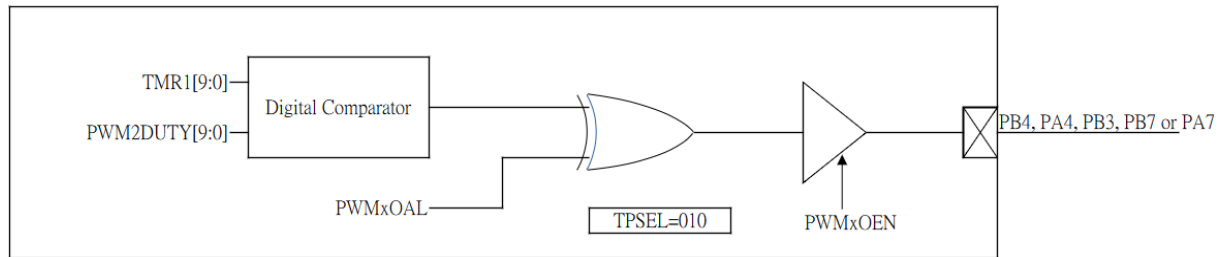 TMR1[9:0]
Digital Comparator
PWM2DUTY[9:0]
PB4, PA4, PB3, PB7 or PA7
PWMxOAL
TPSEL=010
PWMxOEN